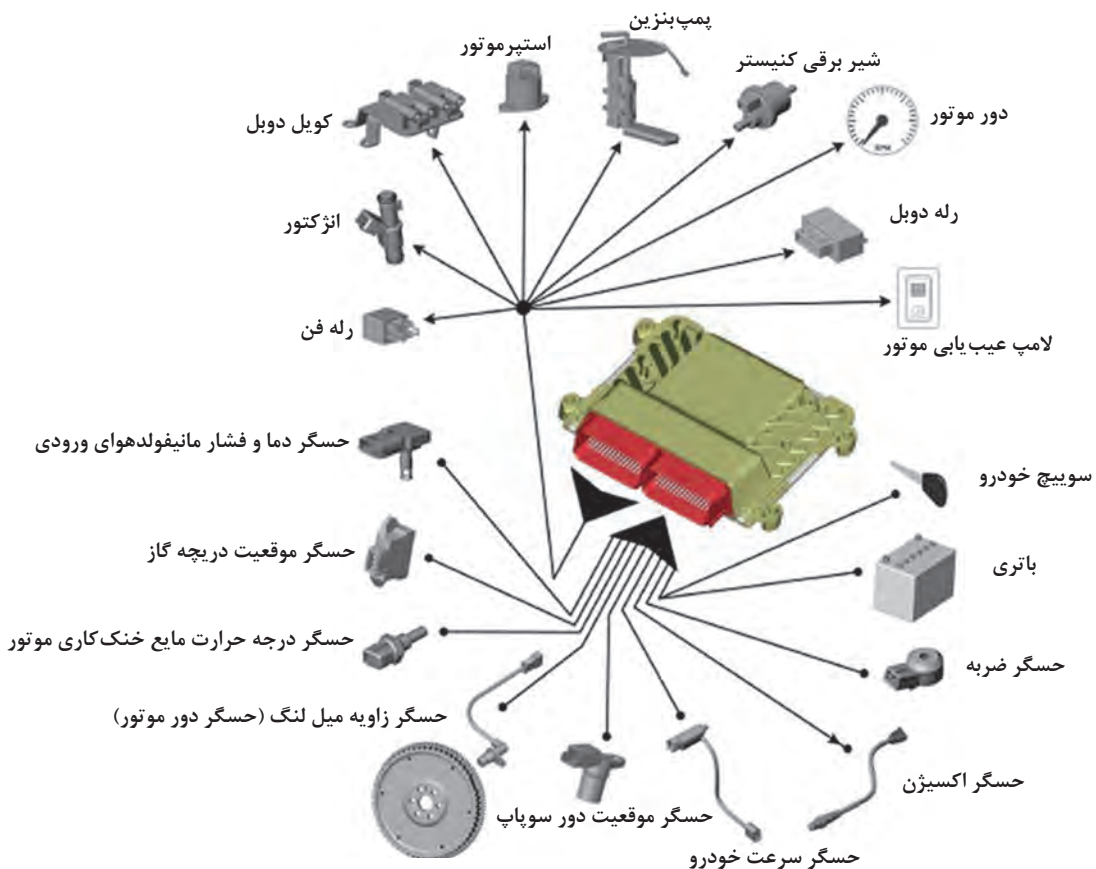 پمپ‌بنزین
استپرموتور
شیر برقی کنیستر
کویل دوبل
دور موتور
RPM
انژکتور
رله دوبل
رله فن
لامپ عیب‌یابی موتور
حسگر دما و فشار مانیفولدهوای ورودی
سوییچ خودرو
حسگر موقعیت دریچه گاز
باتری
حسگر درجه حرارت مایع خنک‌کاری موتور
حسگر ضربه
حسگر زاویه میل لنگ (حسگر دور موتور)
حسگر اکسیژن
حسگر موقعیت دور سوپاپ
حسگر سرعت خودرو